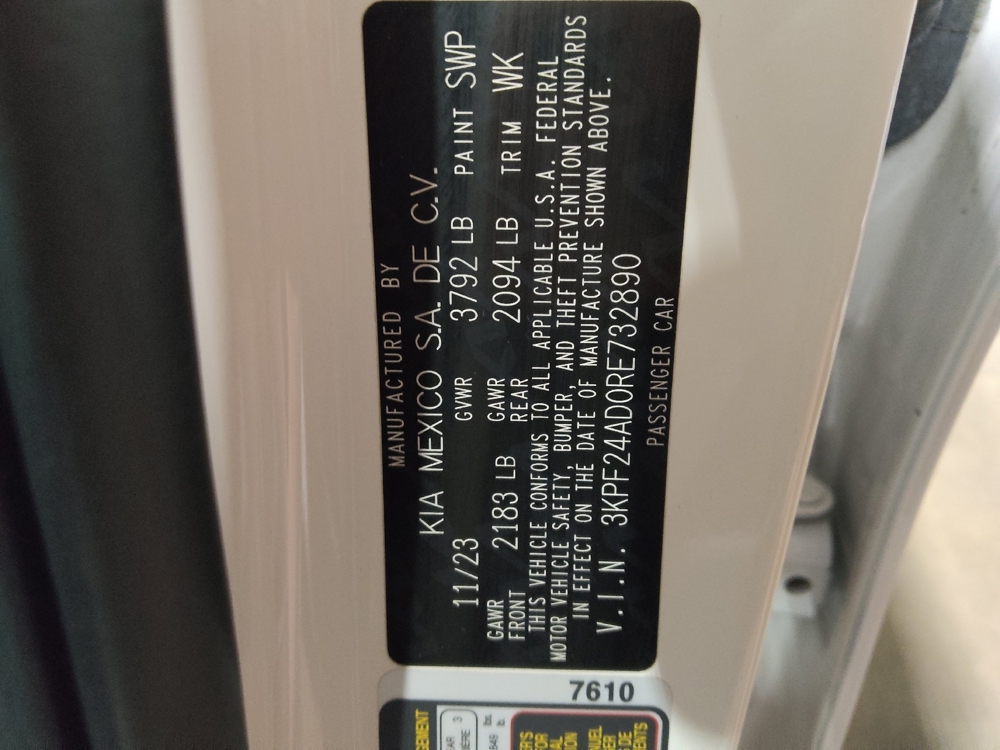 MANUFACTURED BY
KIA MEXICO S.A. DE C.V.
11/23 GVWR 3792 LB PAINT SWP
GAWR FRONT 2183 LB GAWR REAR 2094 LB TRIM WK
THIS VEHICLE CONFORMS TO ALL APPLICABLE U.S.A. FEDERAL
MOTOR VEHICLE SAFETY, BUMPER, AND THEFT PREVENTION STANDARDS
IN EFFECT ON THE DATE OF MANUFACTURE SHOWN ABOVE.
V.I.N. 3KPF24AD0RE732890
PASSENGER CAR
7610